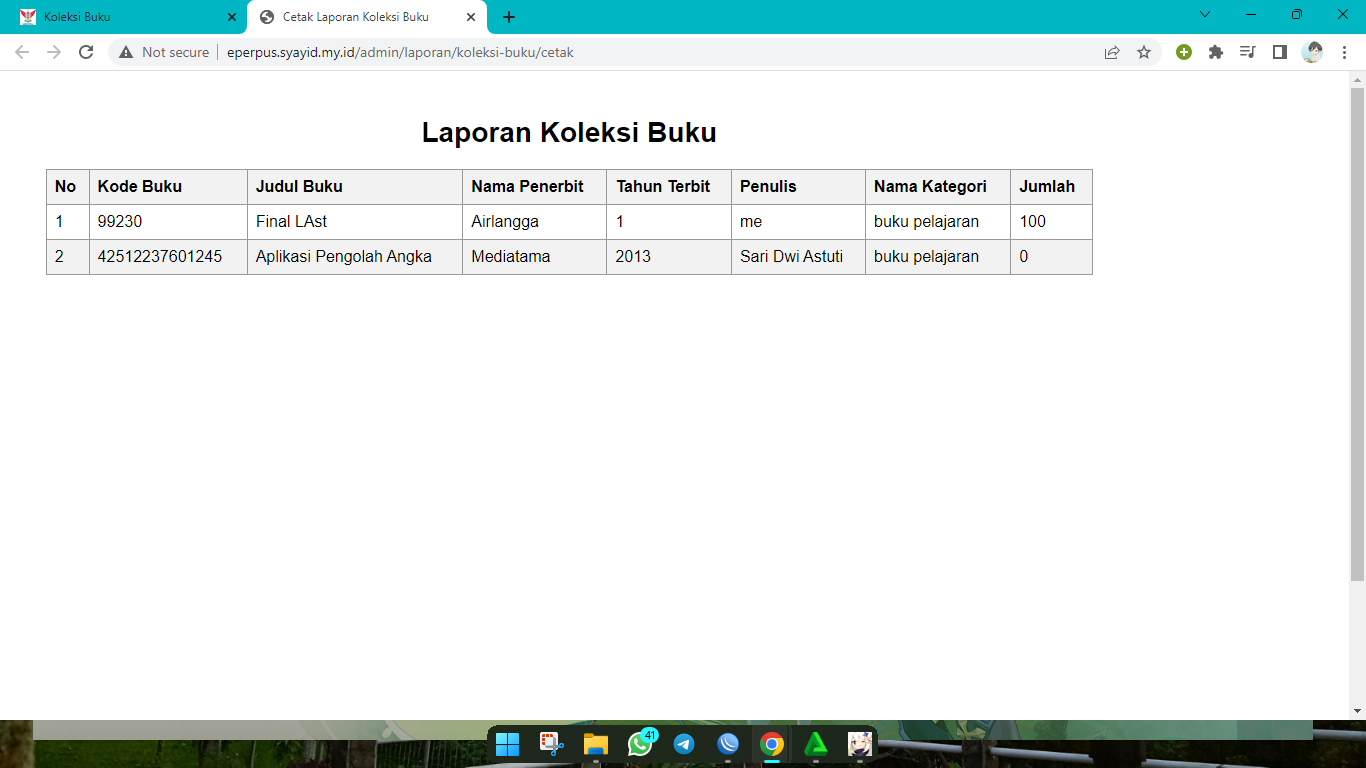 Koleksi Buku
Cetak Laporan Koleksi Buku
Not secure eperpus.syayid.my.id/admin/laporan/koleksi-buku/cetak
Laporan Koleksi Buku
No Kode Buku Judul Buku Nama Penerbit Tahun Terbit Penulis Nama Kategori Jumlah
1 99230 Final LAst Airlangga 1 me buku pelajaran 100
2 42512237601245 Aplikasi Pengolah Angka Mediatama 2013 Sari Dwi Astuti buku pelajaran 0
41